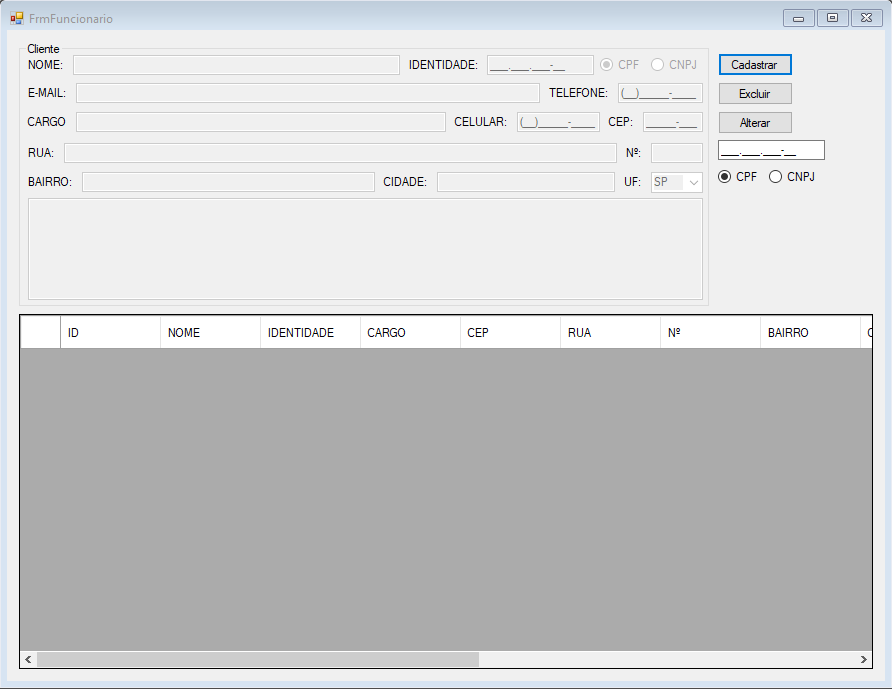 FrmFuncionario
Cliente
NOME: IDENTIDADE: ___.___.___-__ CPF CNPJ Cadastrar
E-MAIL: TELEFONE: (__)_____-____ Excluir
CARGO CELULAR: (__)_____-____ CEP: _____-___ Alterar
RUA: Nº: ___.___.___-__
BAIRRO: CIDADE: UF: SP CPF CNPJ
ID NOME IDENTIDADE CARGO CEP RUA Nº BAIRRO